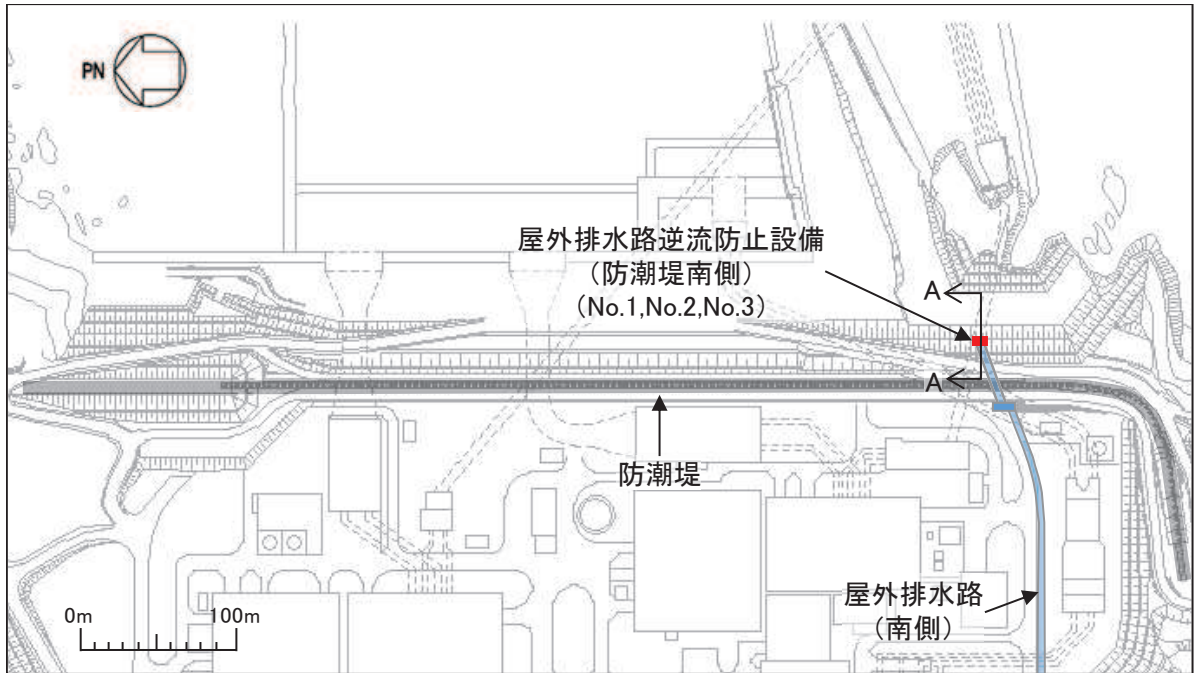 PN
屋外排水路逆流防止設備
（防潮堤南側）
（No.1,No.2,No.3）
A
A
防潮堤
屋外排水路
（南側）
0m
100m